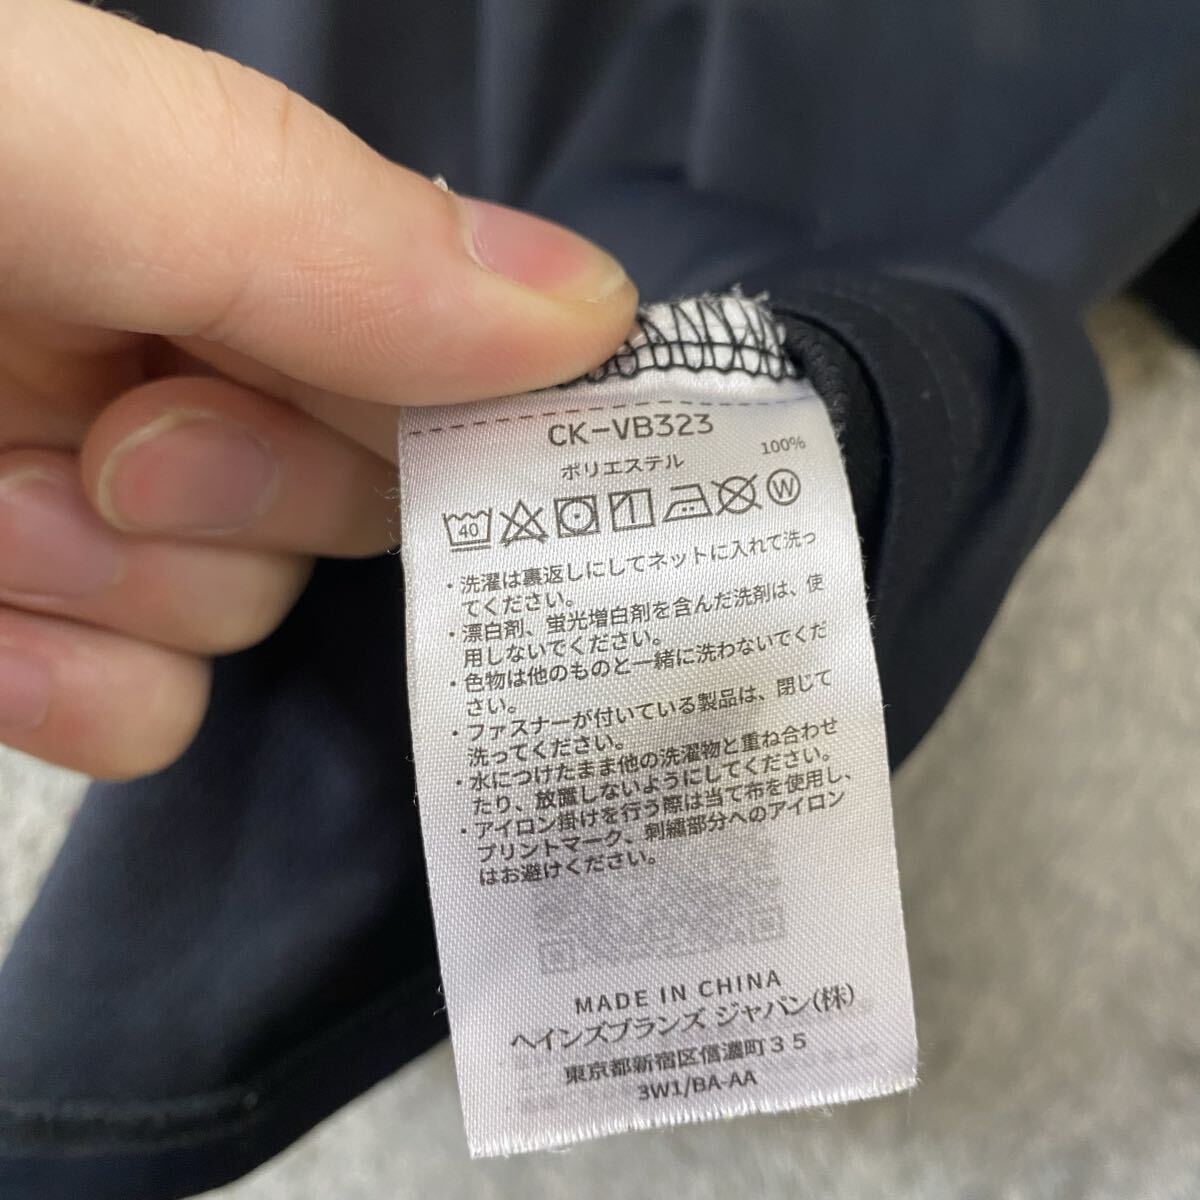 CK-VB323
ポリエステル 100%
40 W
・洗濯は裏返しにしてネットに入れて洗っ
てください。
・漂白剤、蛍光増白剤を含んだ洗剤は、使
用しないでください。
・色物は他のものと一緒に洗わないでくだ
さい。
・ファスナーが付いている製品は、閉じて
洗ってください。
・水につけたまま他の洗濯物と重ね合わせ
たり、放置しないようにしてください。
・アイロン掛けを行う際は当て布を使用し、
プリントマーク、刺繍部分へのアイロン
はお避けください。
MADE IN CHINA
ヘインズブランズ ジャパン(株)
東京都新宿区信濃町35
3W1/BA-AA